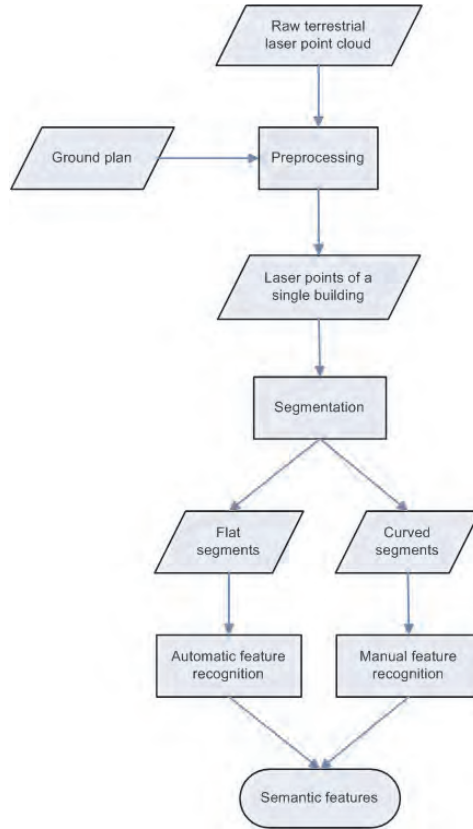 Raw terrestrial
laser point cloud
Ground plan
Preprocessing
Laser points of a
single building
Segmentation
Flat
segments
Curved
segments
Automatic feature
recognition
Manual feature
recognition
Semantic features